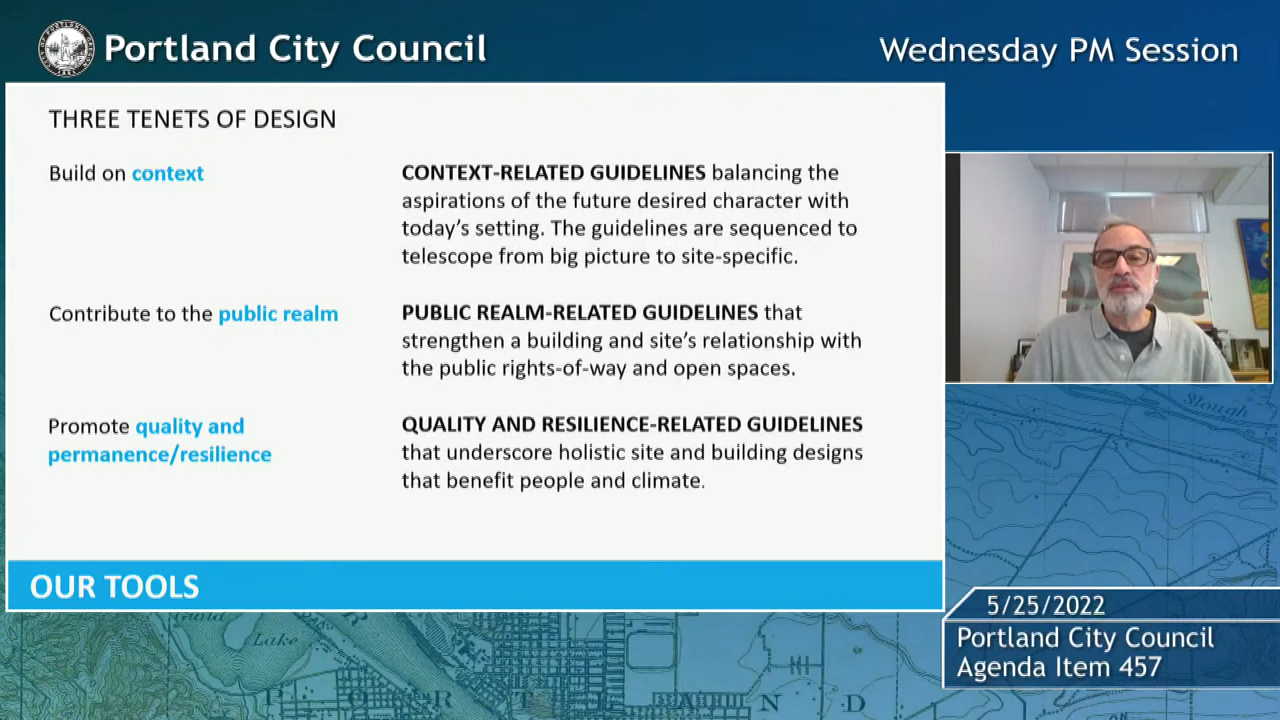 Portland City Council
Wednesday PM Session
THREE TENETS OF DESIGN
Build on context
CONTEXT-RELATED GUIDELINES balancing the
aspirations of the future desired character with
today's setting. The guidelines are sequenced to
telescope from big picture to site-specific.
Contribute to the public realm
PUBLIC REALM-RELATED GUIDELINES that
strengthen a building and site's relationship with
the public rights-of-way and open spaces.
Promote quality and
permanence/resilience
QUALITY AND RESILIENCE-RELATED GUIDELINES
that underscore holistic site and building designs
that benefit people and climate.
OUR TOOLS
Slough
5/25/2022
Portland City Council
Agenda Item 457
Guild
Lake
P O R T L A N D